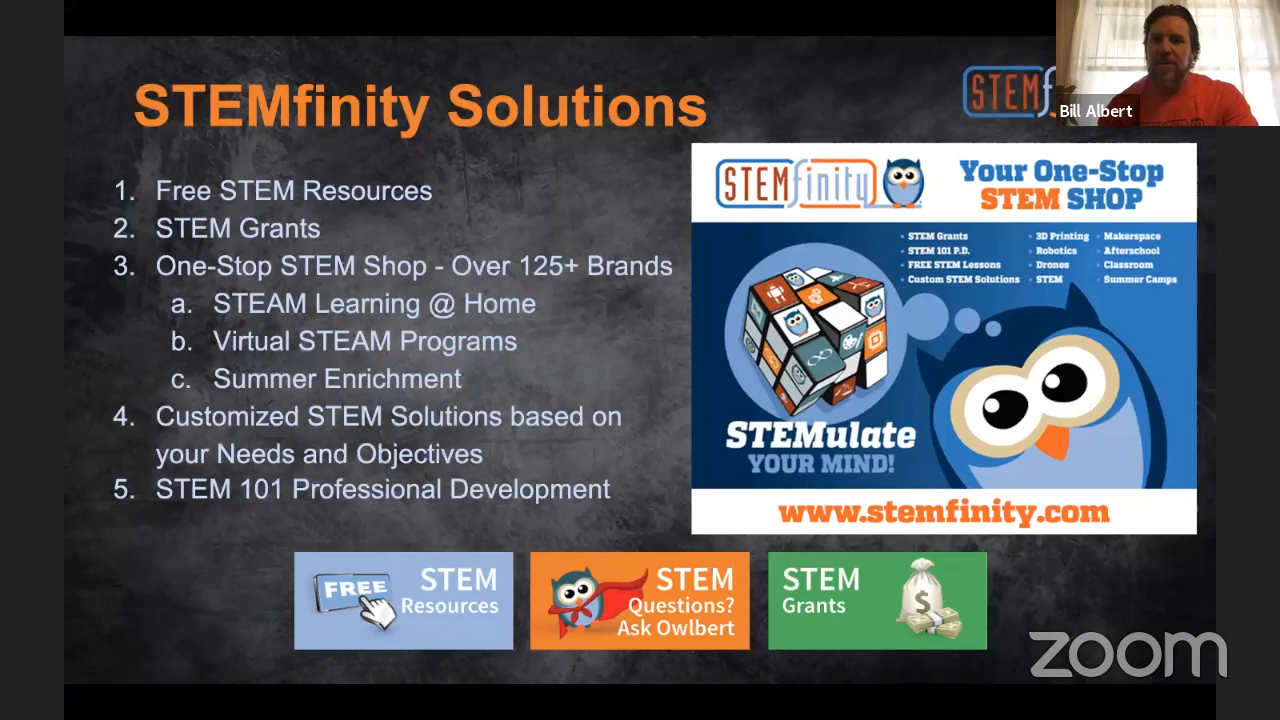 STEMfinity Solutions
STEMf
Bill Albert
1. Free STEM Resources
2. STEM Grants
3. One-Stop STEM Shop - Over 125+ Brands
a. STEAM Learning @ Home
b. Virtual STEAM Programs
c. Summer Enrichment
4. Customized STEM Solutions based on
your Needs and Objectives
5. STEM 101 Professional Development
STEMfinity
Your One-Stop
STEM SHOP
• STEM Grants
• STEM 101 P.D.
• FREE STEM Lessons
• Custom STEM Solutions
• 3D Printing
• Robotics
• Drones
• STEM
• Makerspace
• Afterschool
• Classroom
• Summer Camps
STEMulate
YOUR MIND!
www.stemfinity.com
FREE
STEM
Resources
STEM
Questions?
Ask Owlbert
STEM
Grants
$
zoom